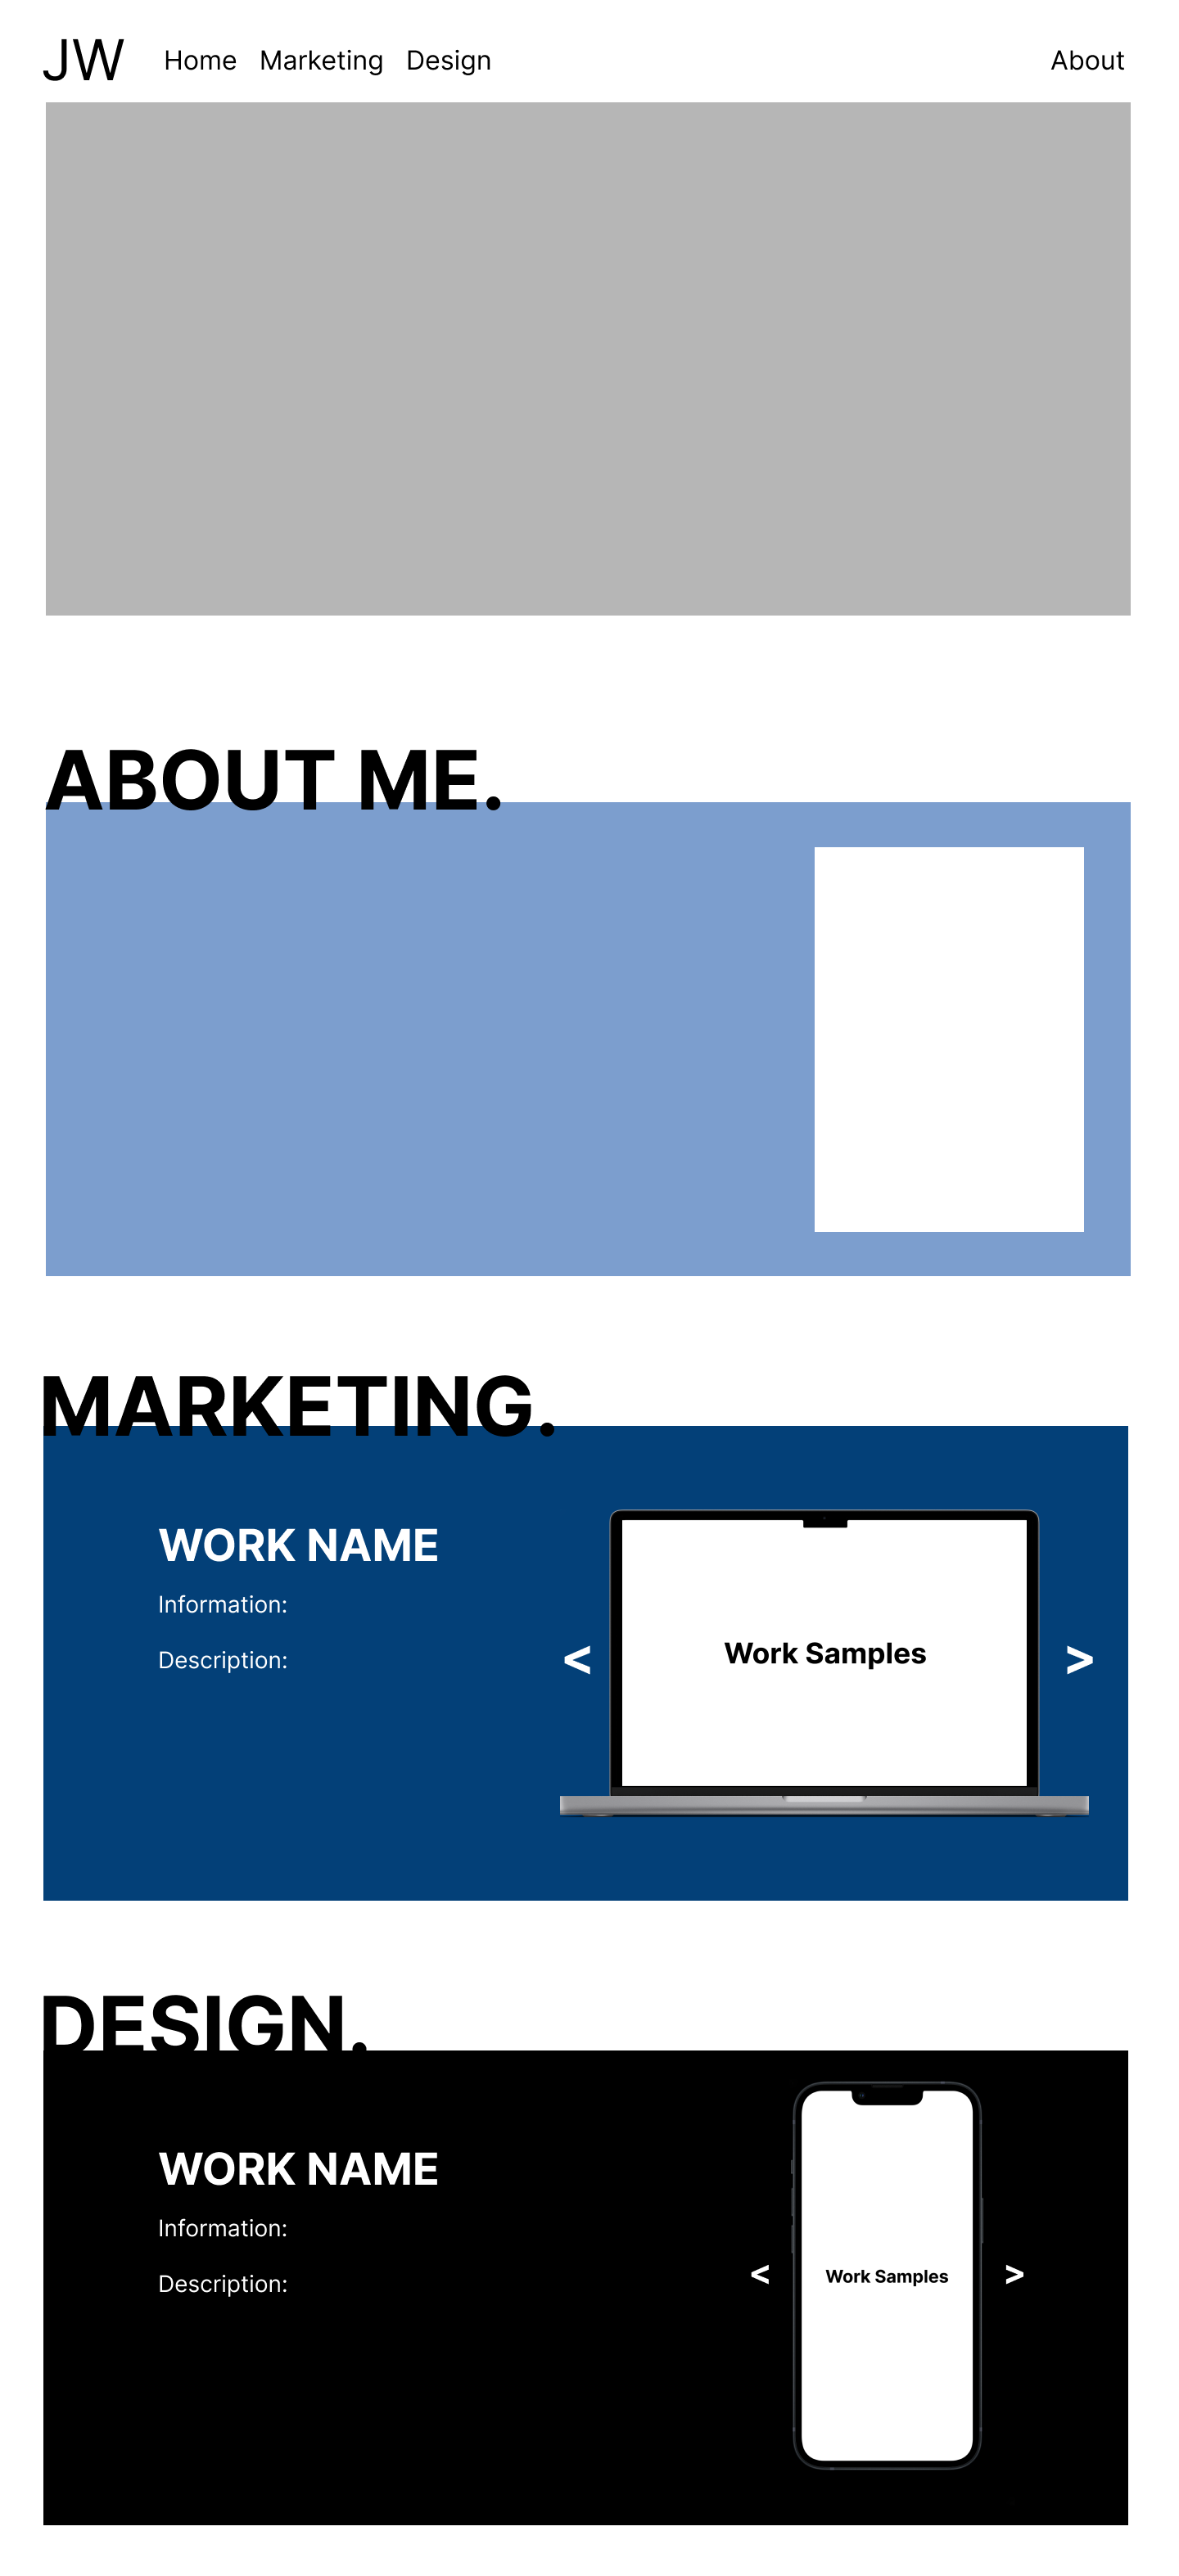 JW Home Marketing Design About
ABOUT ME.
MARKETING.
WORK NAME
Information:
Description:
<
Work Samples
>
DESIGN.
WORK NAME
Information:
Description:
<
Work Samples
>